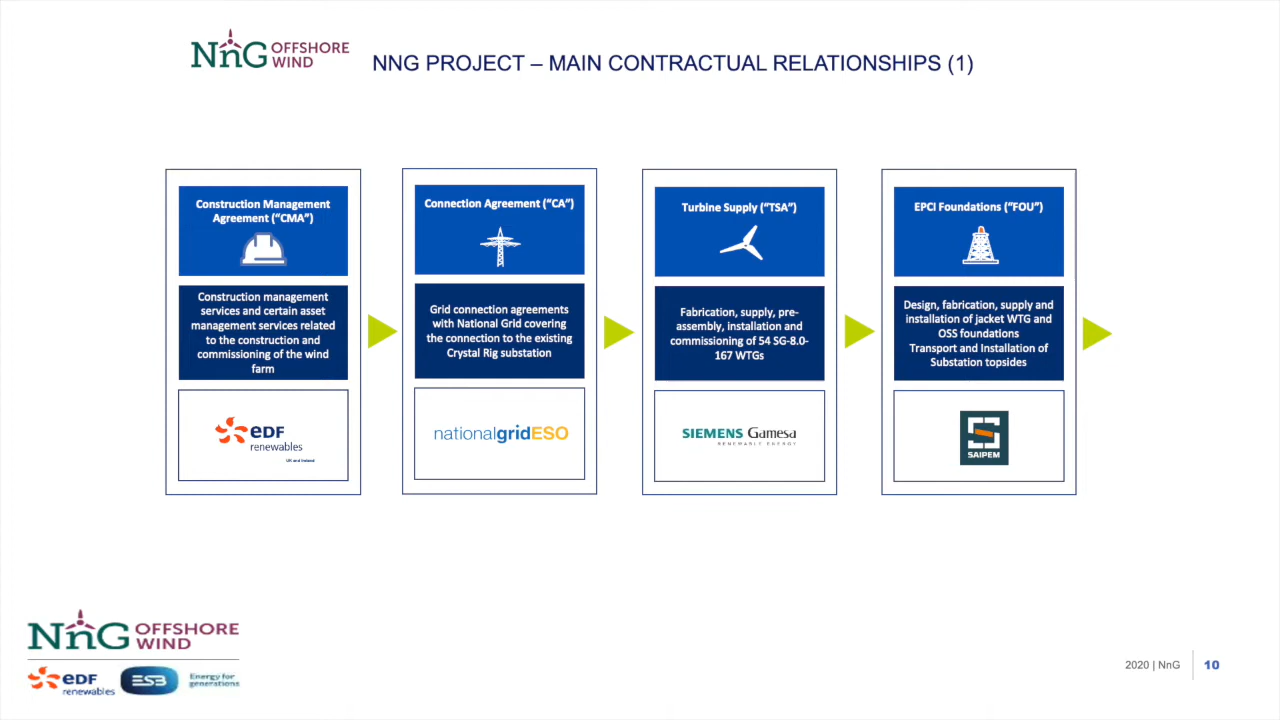 NnG OFFSHORE
WIND
NNG PROJECT – MAIN CONTRACTUAL RELATIONSHIPS (1)
Construction Management
Agreement (“CMA”)
Construction management
services and certain asset
management services related
to the construction and
commissioning of the wind
farm
eDF
renewables
UK and Ireland
Connection Agreement (“CA”)
Grid connection agreements
with National Grid covering
the connection to the existing
Crystal Rig substation
nationalgridESO
Turbine Supply (“TSA”)
Fabrication, supply, pre-
assembly, installation and
commissioning of 54 SG-8.0-
167 WTGs
SIEMENS Gamesa
RENEWABLE ENERGY
EPCI Foundations (“FOU”)
Design, fabrication, supply and
installation of jacket WTG and
OSS foundations
Transport and Installation of
Substation topsides
SAIPEM
NnG OFFSHORE
WIND
eDF
renewables
ESB
Energy for
generations
2020 | NnG
10